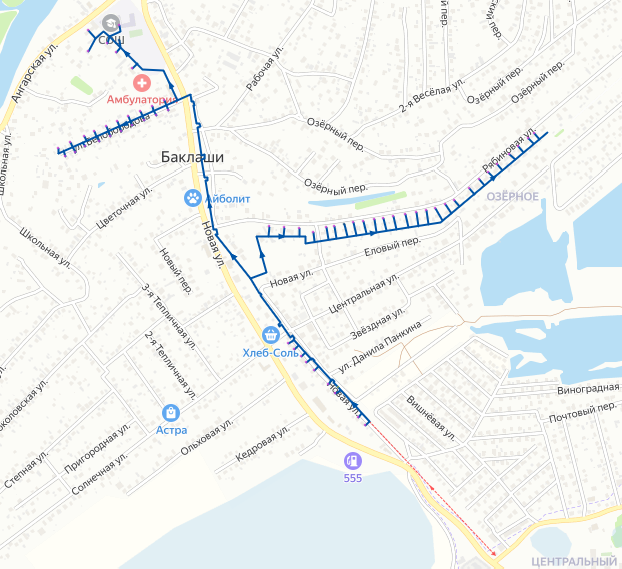 Ангарская ул.
СОШ
Амбулатория
Рабочая ул.
2-я Весёлая ул.
Озёрный пер.
Озёрный пер.
Озёрный пер.
Рябиновая ул.
Школьная ул.
Баклаши
Озёрный пер.
ОЗЁРНОЕ
Айболит
Цветочная ул.
Новая ул.
Школьная ул.
Новый пер.
Еловый пер.
Новая ул.
Центральная ул.
3-я Тепличная ул.
Звёздная ул.
2-я Тепличная ул.
Хлеб-Соль
ул. Данила Панкина
Новая ул.
Вишнёвая ул.
Виноградная
Почтовый пер.
Астра
Ольховая ул.
Кедровая ул.
Пригородная ул.
Степная ул.
Солнечная ул.
555
ЦЕНТРАЛЬНЫЙ